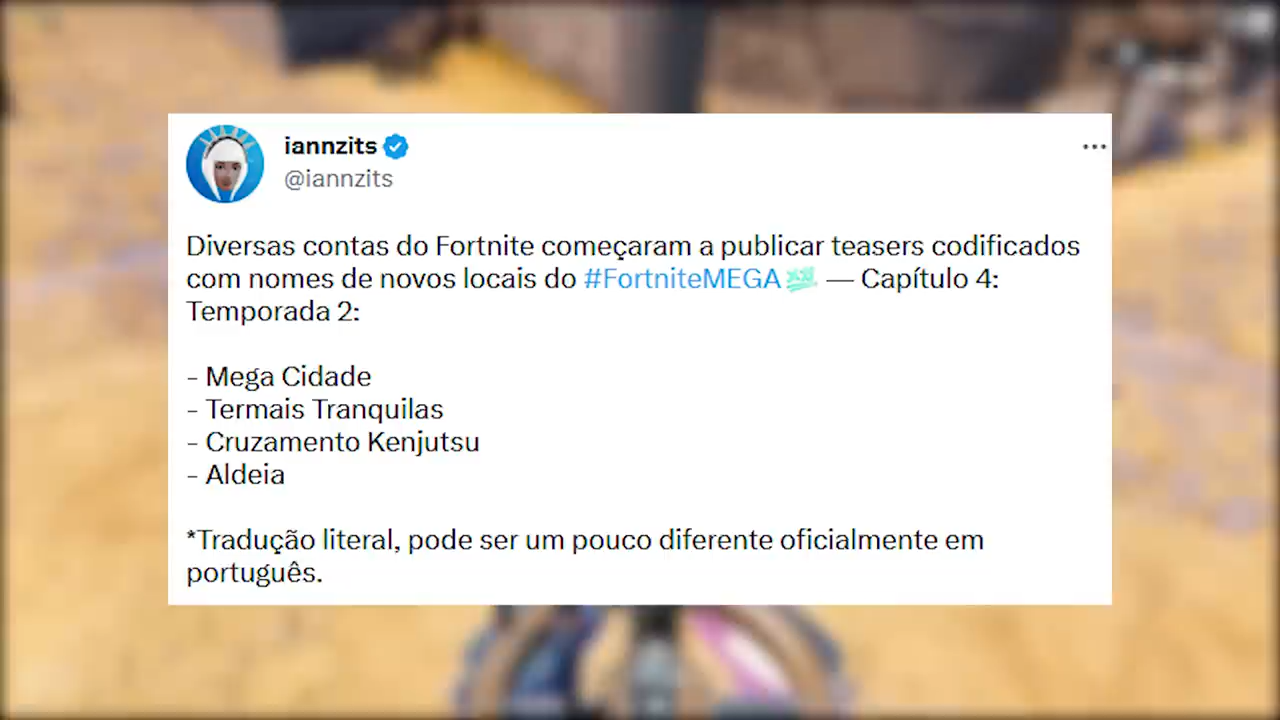 iannzits
@iannzits
Diversas contas do Fortnite começaram a publicar teasers codificados
com nomes de novos locais do #FortniteMEGA — Capítulo 4:
Temporada 2:
- Mega Cidade
- Termais Tranquilas
- Cruzamento Kenjutsu
- Aldeia
*Tradução literal, pode ser um pouco diferente oficialmente em
português.